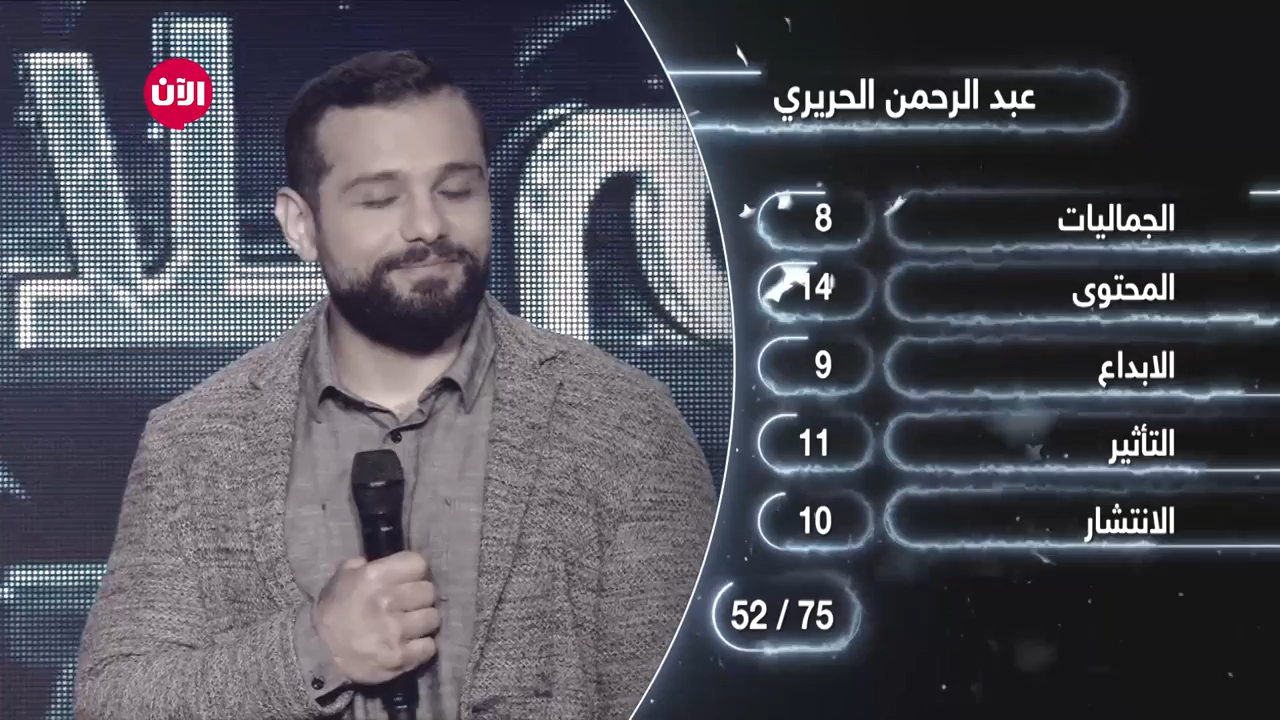 الآن
عبد الرحمن الحريري
الجماليات 8
المحتوى 14
الابداع 9
التأثير 11
الانتشار 10
52 / 75